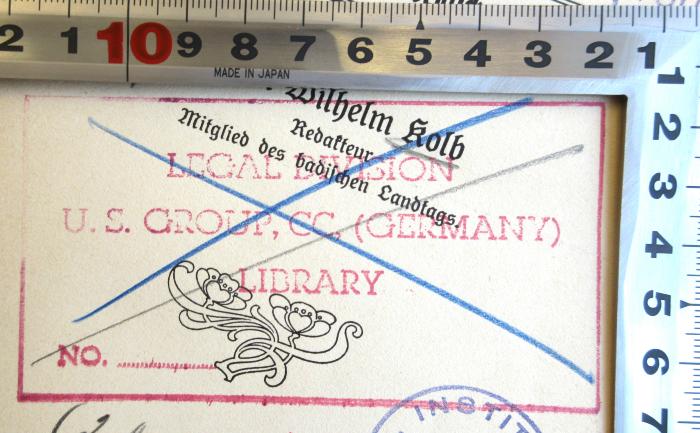 2 1 10 9 8 7 6 5 4 3 2 1
MADE IN JAPAN
1
2
3
4
5
6
7
Wilhelm Kolb
Redakteur
Mitglied des badischen Landtags.
LEGAL DIVISION
U. S. GROUP, CC, (GERMANY)
LIBRARY
NO.
INSTIT